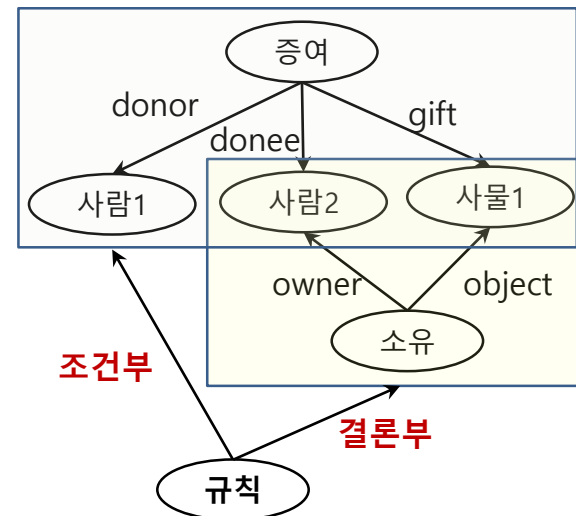 증여
donor
donee
gift
사람1
사람2
사물1
owner
object
소유
조건부
결론부
규칙